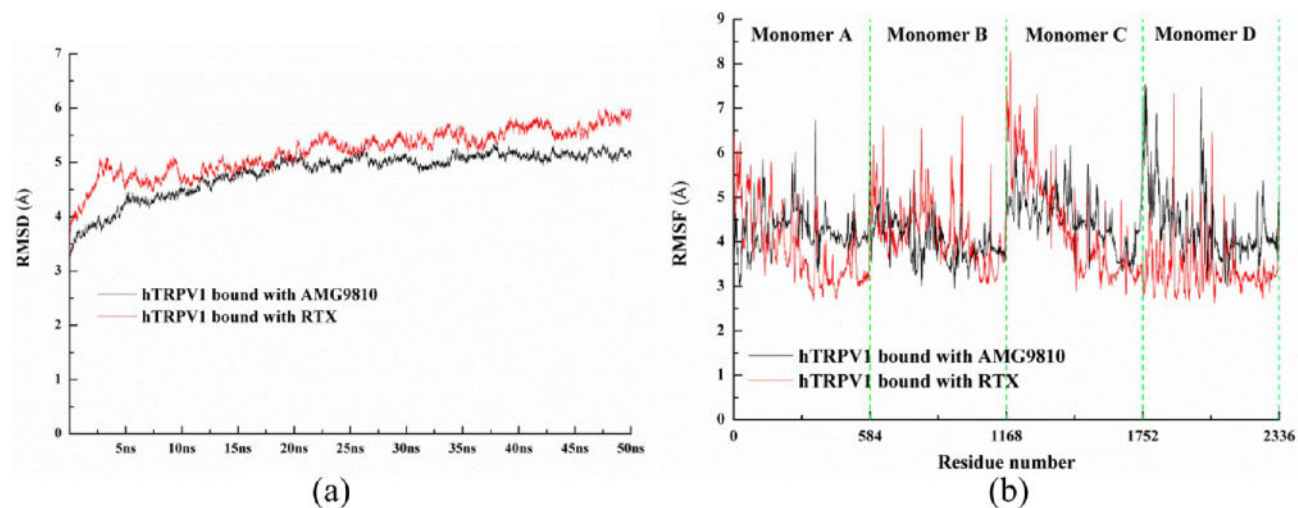 7
6
5
4
3
2
1
0
RMSD (Å)
hTRPV1 bound with AMG9810
hTRPV1 bound with RTX
5ns 10ns 15ns 20ns 25ns 30ns 35ns 40ns 45ns 50ns
(a)
9
8
7
6
5
4
3
2
1
0
RMSF (Å)
Monomer A Monomer B Monomer C Monomer D
hTRPV1 bound with AMG9810
hTRPV1 bound with RTX
0 584 1168 1752 2336
Residue number
(b)